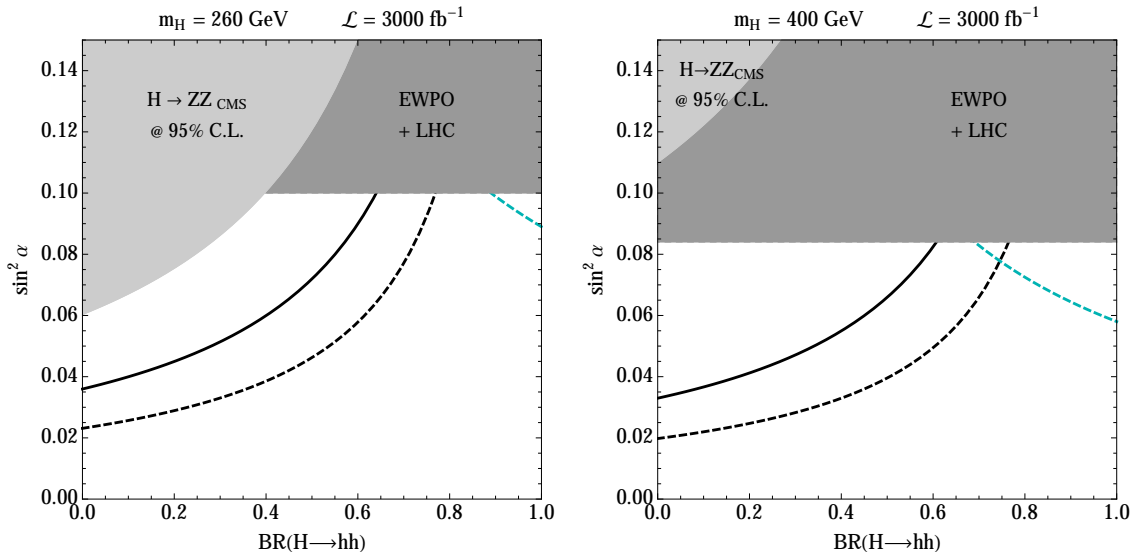 m_H = 260 GeV ℒ = 3000 fb⁻¹
0.14
0.12
0.10
0.08
0.06
0.04
0.02
0.00
sin² α
H → ZZ CMS
@ 95% C.L.
EWPO
+ LHC
0.0 0.2 0.4 0.6 0.8 1.0
BR(H⟶hh)
m_H = 400 GeV ℒ = 3000 fb⁻¹
0.14
0.12
0.10
0.08
0.06
0.04
0.02
0.00
sin² α
H→ZZ CMS
@ 95% C.L.
EWPO
+ LHC
0.0 0.2 0.4 0.6 0.8 1.0
BR(H⟶hh)